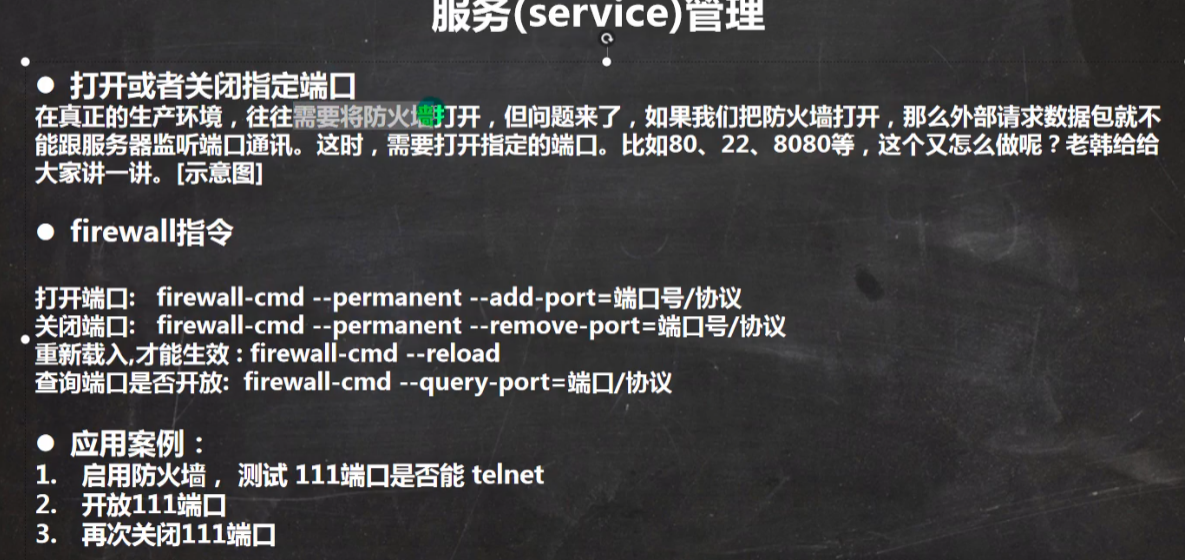 服务(service)管理
● 打开或者关闭指定端口
在真正的生产环境，往往需要将防火墙打开，但问题来了，如果我们把防火墙打开，那么外部请求数据包就不
能跟服务器监听端口通讯。这时，需要打开指定的端口。比如80、22、8080等，这个又怎么做呢？老韩给给
大家讲一讲。[示意图]
● firewall指令
打开端口: firewall-cmd --permanent --add-port=端口号/协议
关闭端口: firewall-cmd --permanent --remove-port=端口号/协议
重新载入,才能生效 : firewall-cmd --reload
查询端口是否开放: firewall-cmd --query-port=端口/协议
● 应用案例：
1. 启用防火墙， 测试 111端口是否能 telnet
2. 开放111端口
3. 再次关闭111端口